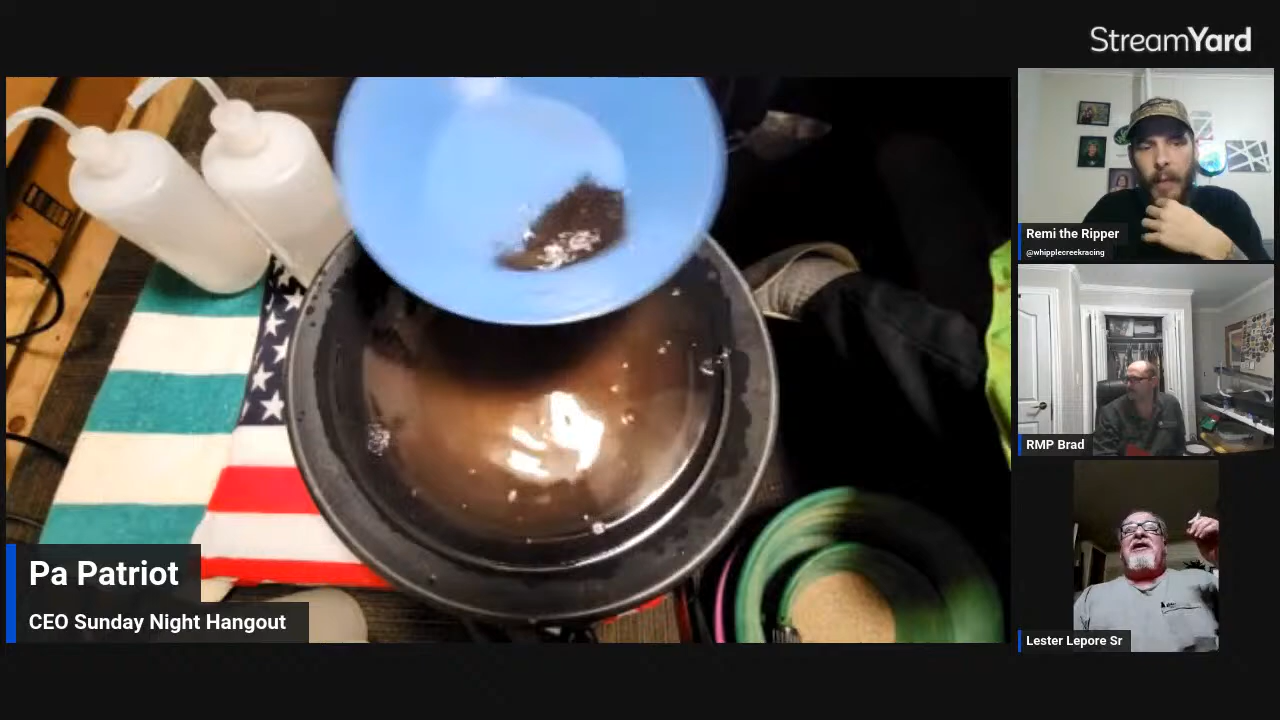 StreamYard
Remi the Ripper
@whipplecreekracing
RMP Brad
Pa Patriot
CEO Sunday Night Hangout
Lester Lepore Sr